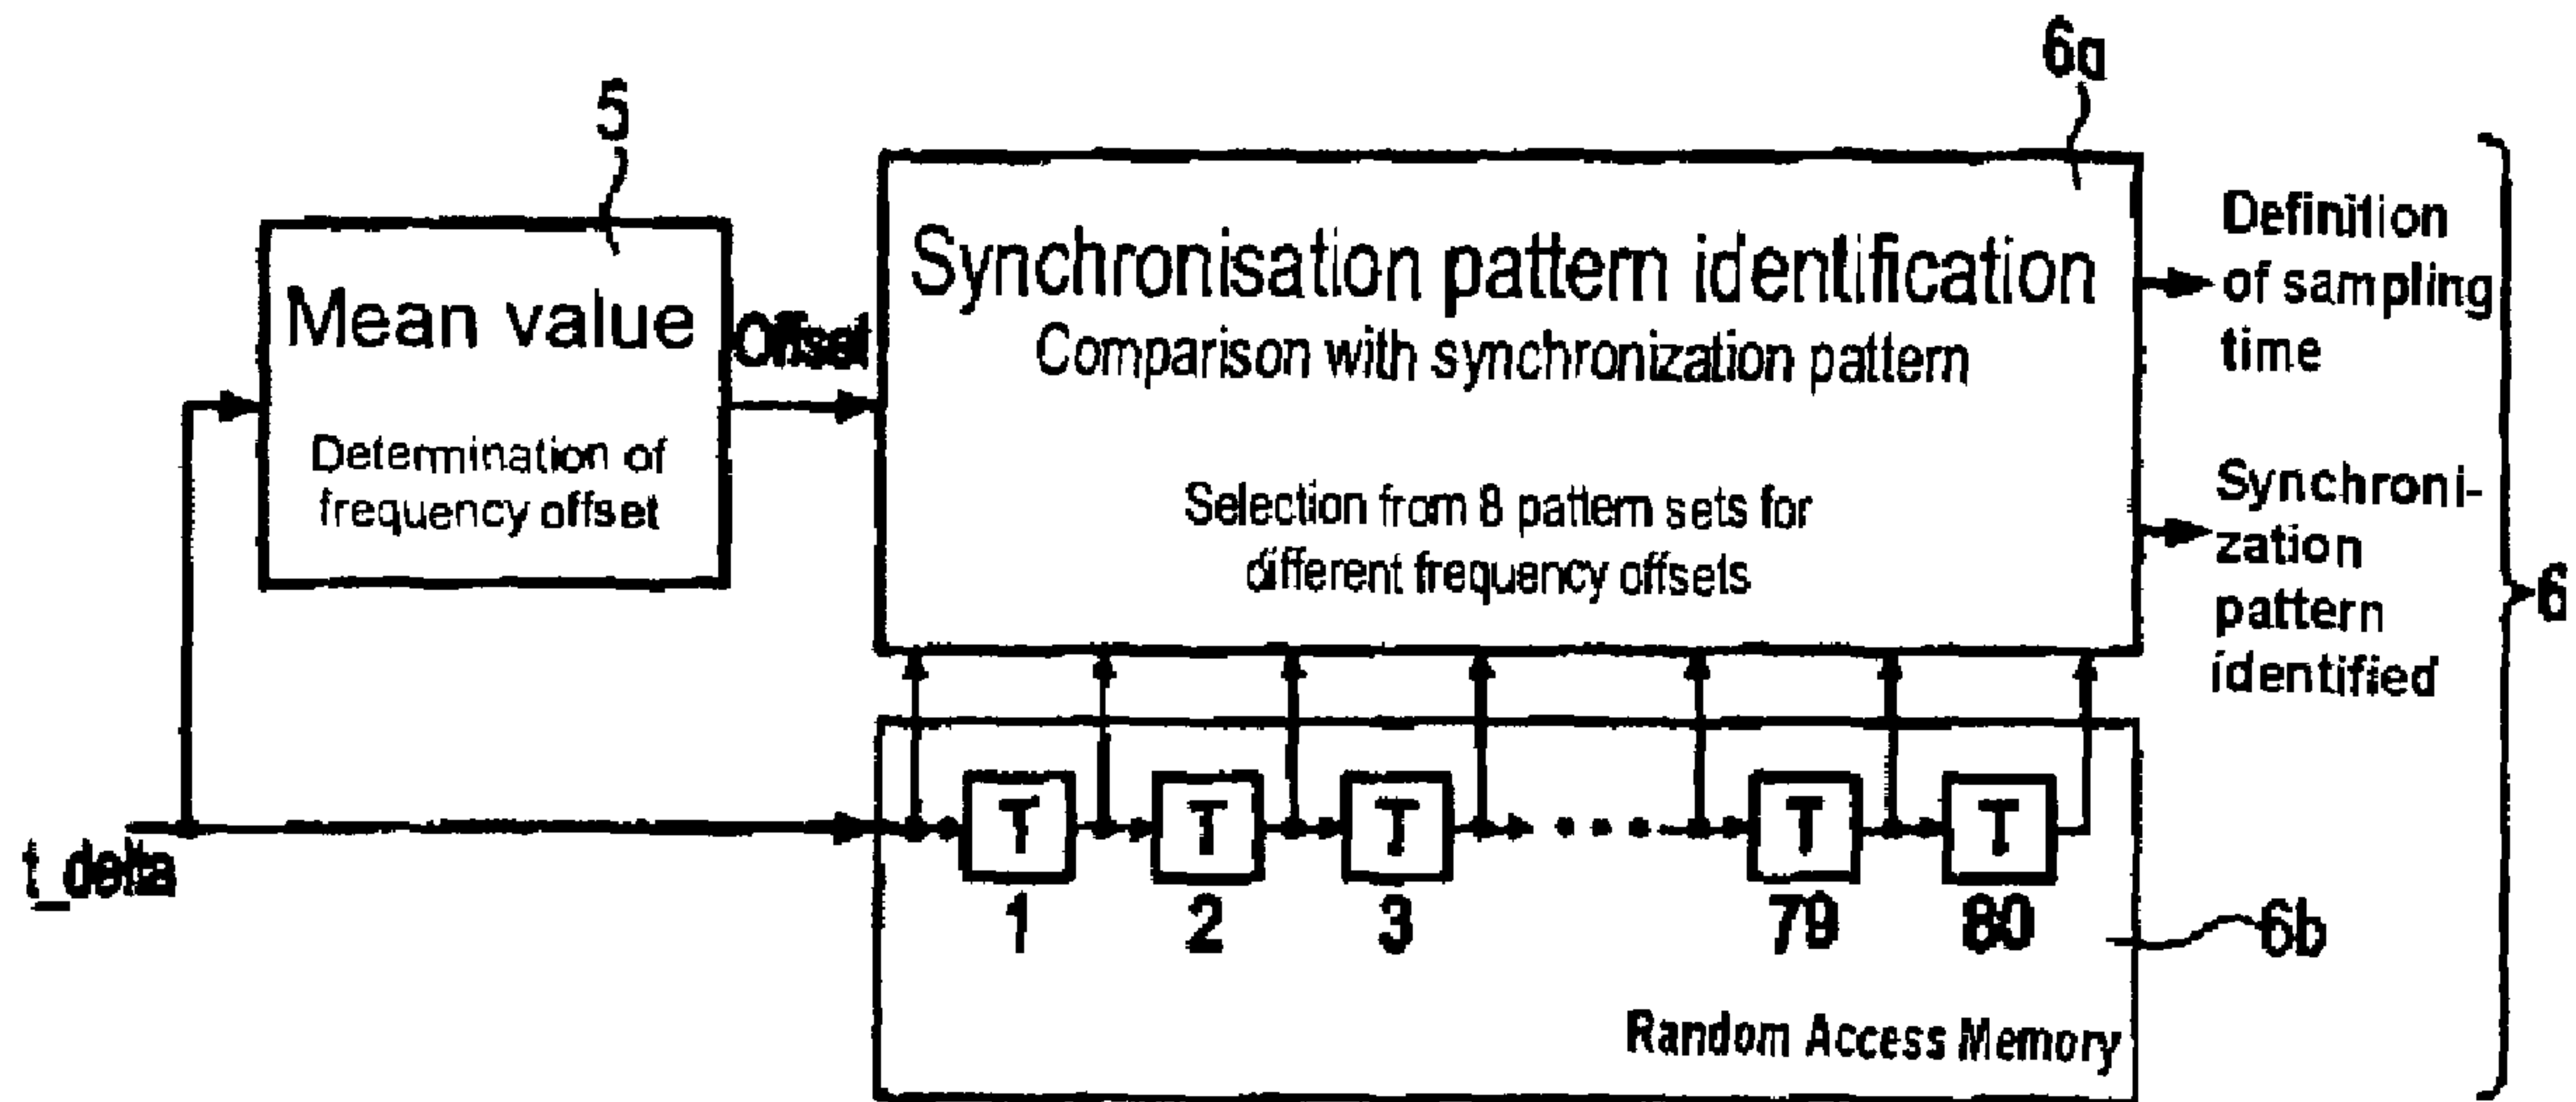 5
6a
Mean value
Determination of
frequency offset
Offset
Synchronisation pattern identification
Comparison with synchronization pattern
Selection from 8 pattern sets for
different frequency offsets
Definition
of sampling
time
Synchroni-
zation
pattern
identified
6
t_delta
T T T T T
1 2 3 79 80
6b
Random Access Memory